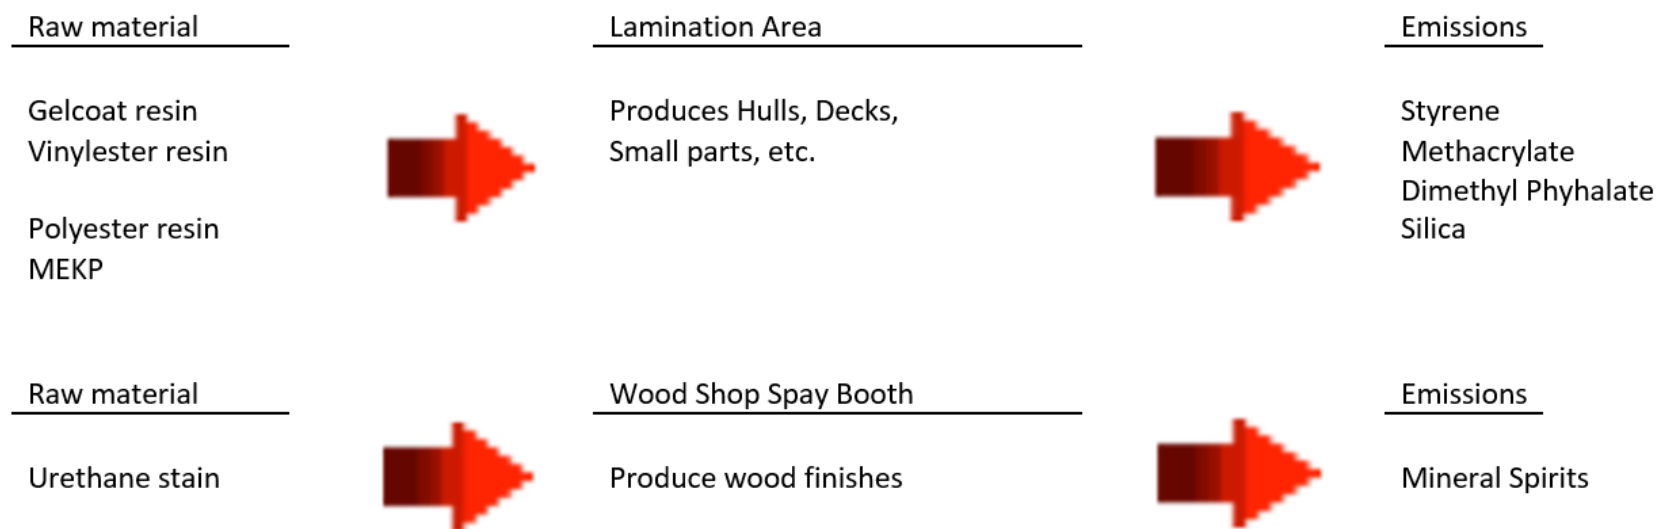 Raw material Lamination Area Emissions
Gelcoat resin Produces Hulls, Decks, Styrene
Vinylester resin Small parts, etc. Methacrylate
Dimethyl Phyhalate
Polyester resin Silica
MEKP
Raw material Wood Shop Spay Booth Emissions
Urethane stain Produce wood finishes Mineral Spirits